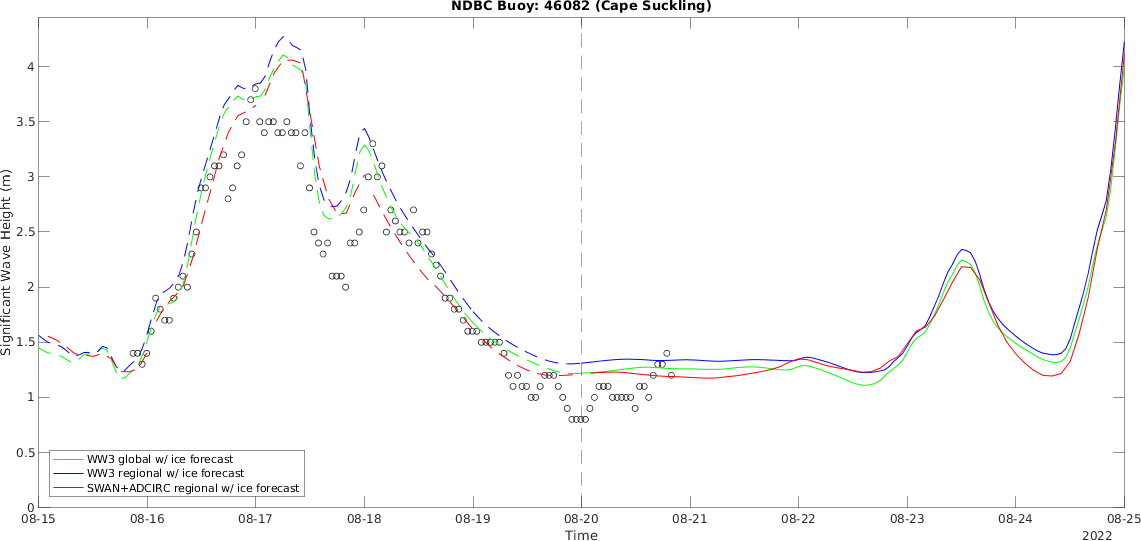 NDBC Buoy: 46082 (Cape Suckling)
Significant Wave Height (m)
4
3.5
3
2.5
2
1.5
1
0.5
0
WW3 global w/ ice forecast
WW3 regional w/ ice forecast
SWAN+ADCIRC regional w/ ice forecast
08-15 08-16 08-17 08-18 08-19 08-20 08-21 08-22 08-23 08-24 08-25
Time
2022